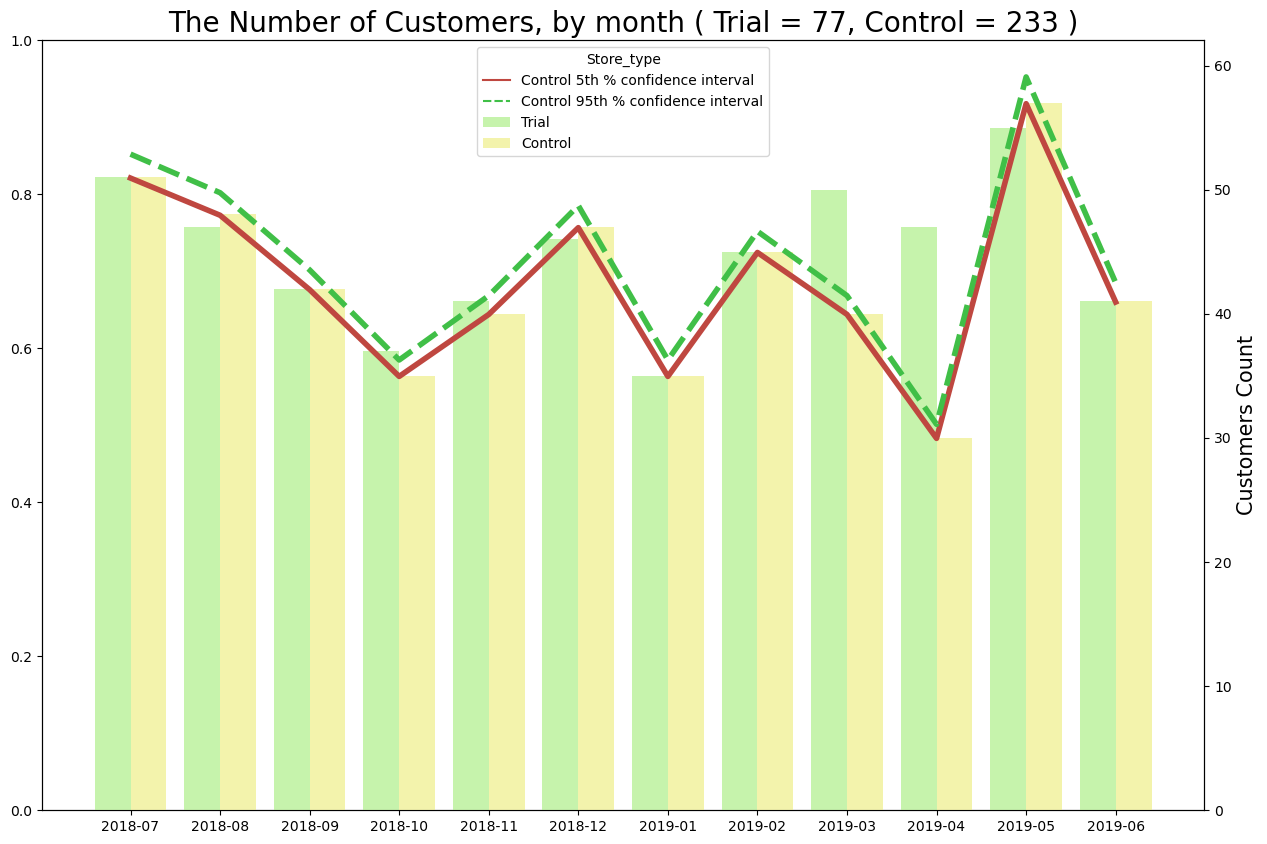 The Number of Customers, by month ( Trial = 77, Control = 233 )
Store_type
Control 5th % confidence interval
Control 95th % confidence interval
Trial
Control
1.0
0.8
0.6
0.4
0.2
0.0
60
50
40
30
20
10
0
Customers Count
2018-07 2018-08 2018-09 2018-10 2018-11 2018-12 2019-01 2019-02 2019-03 2019-04 2019-05 2019-06